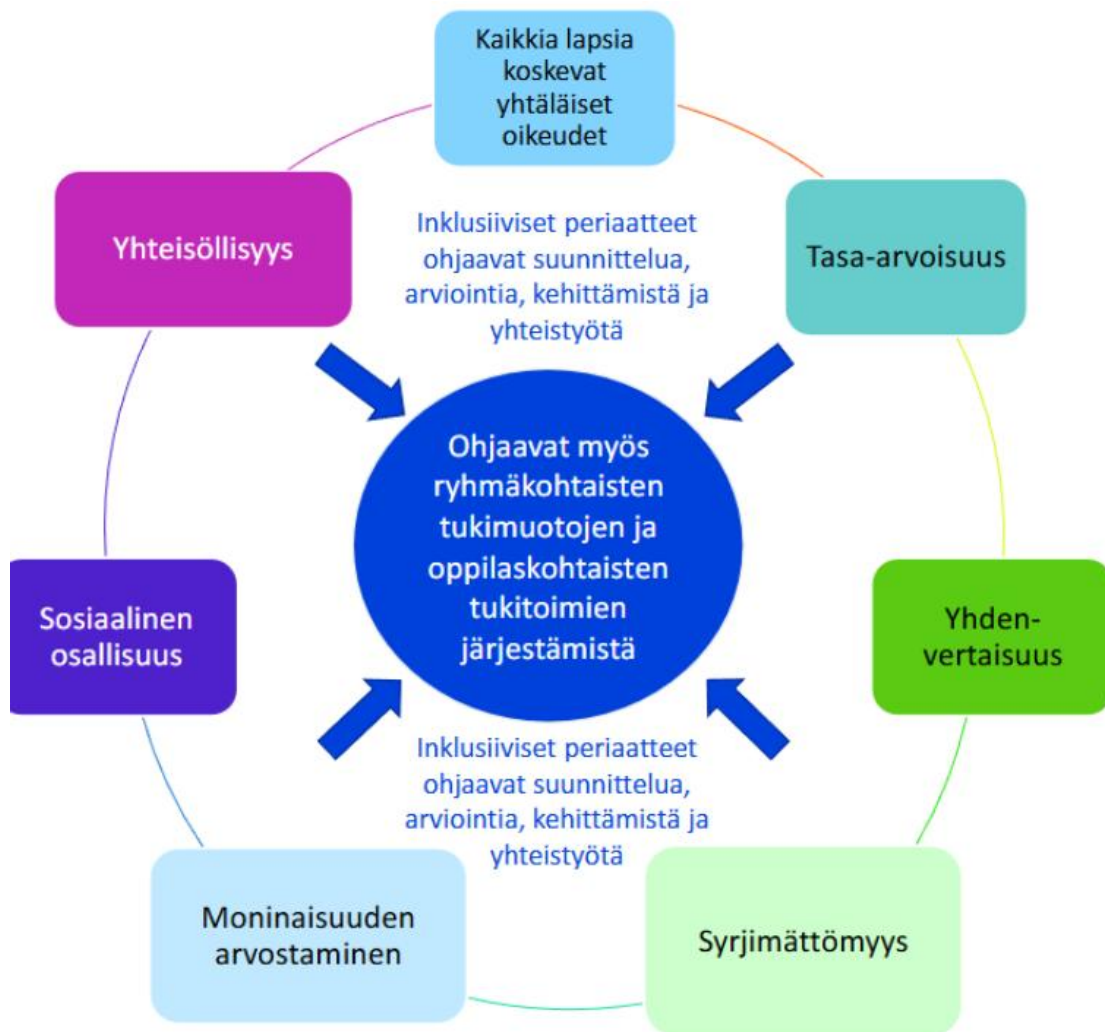 Kaikkia lapsia
koskevat
yhtäläiset
oikeudet
Yhteisöllisyys
Inklusiiviset periaatteet
ohjaavat suunnittelua,
arviointia, kehittämistä ja
yhteistyötä
Tasa-arvoisuus
Ohjaavat myös
ryhmäkohtaisten
tukimuotojen ja
oppilaskohtaisten
tukitoimien
järjestämistä
Sosiaalinen
osallisuus
Yhden-
vertaisuus
Inklusiiviset periaatteet
ohjaavat suunnittelua,
arviointia, kehittämistä ja
yhteistyötä
Moninaisuuden
arvostaminen
Syrjimättömyys